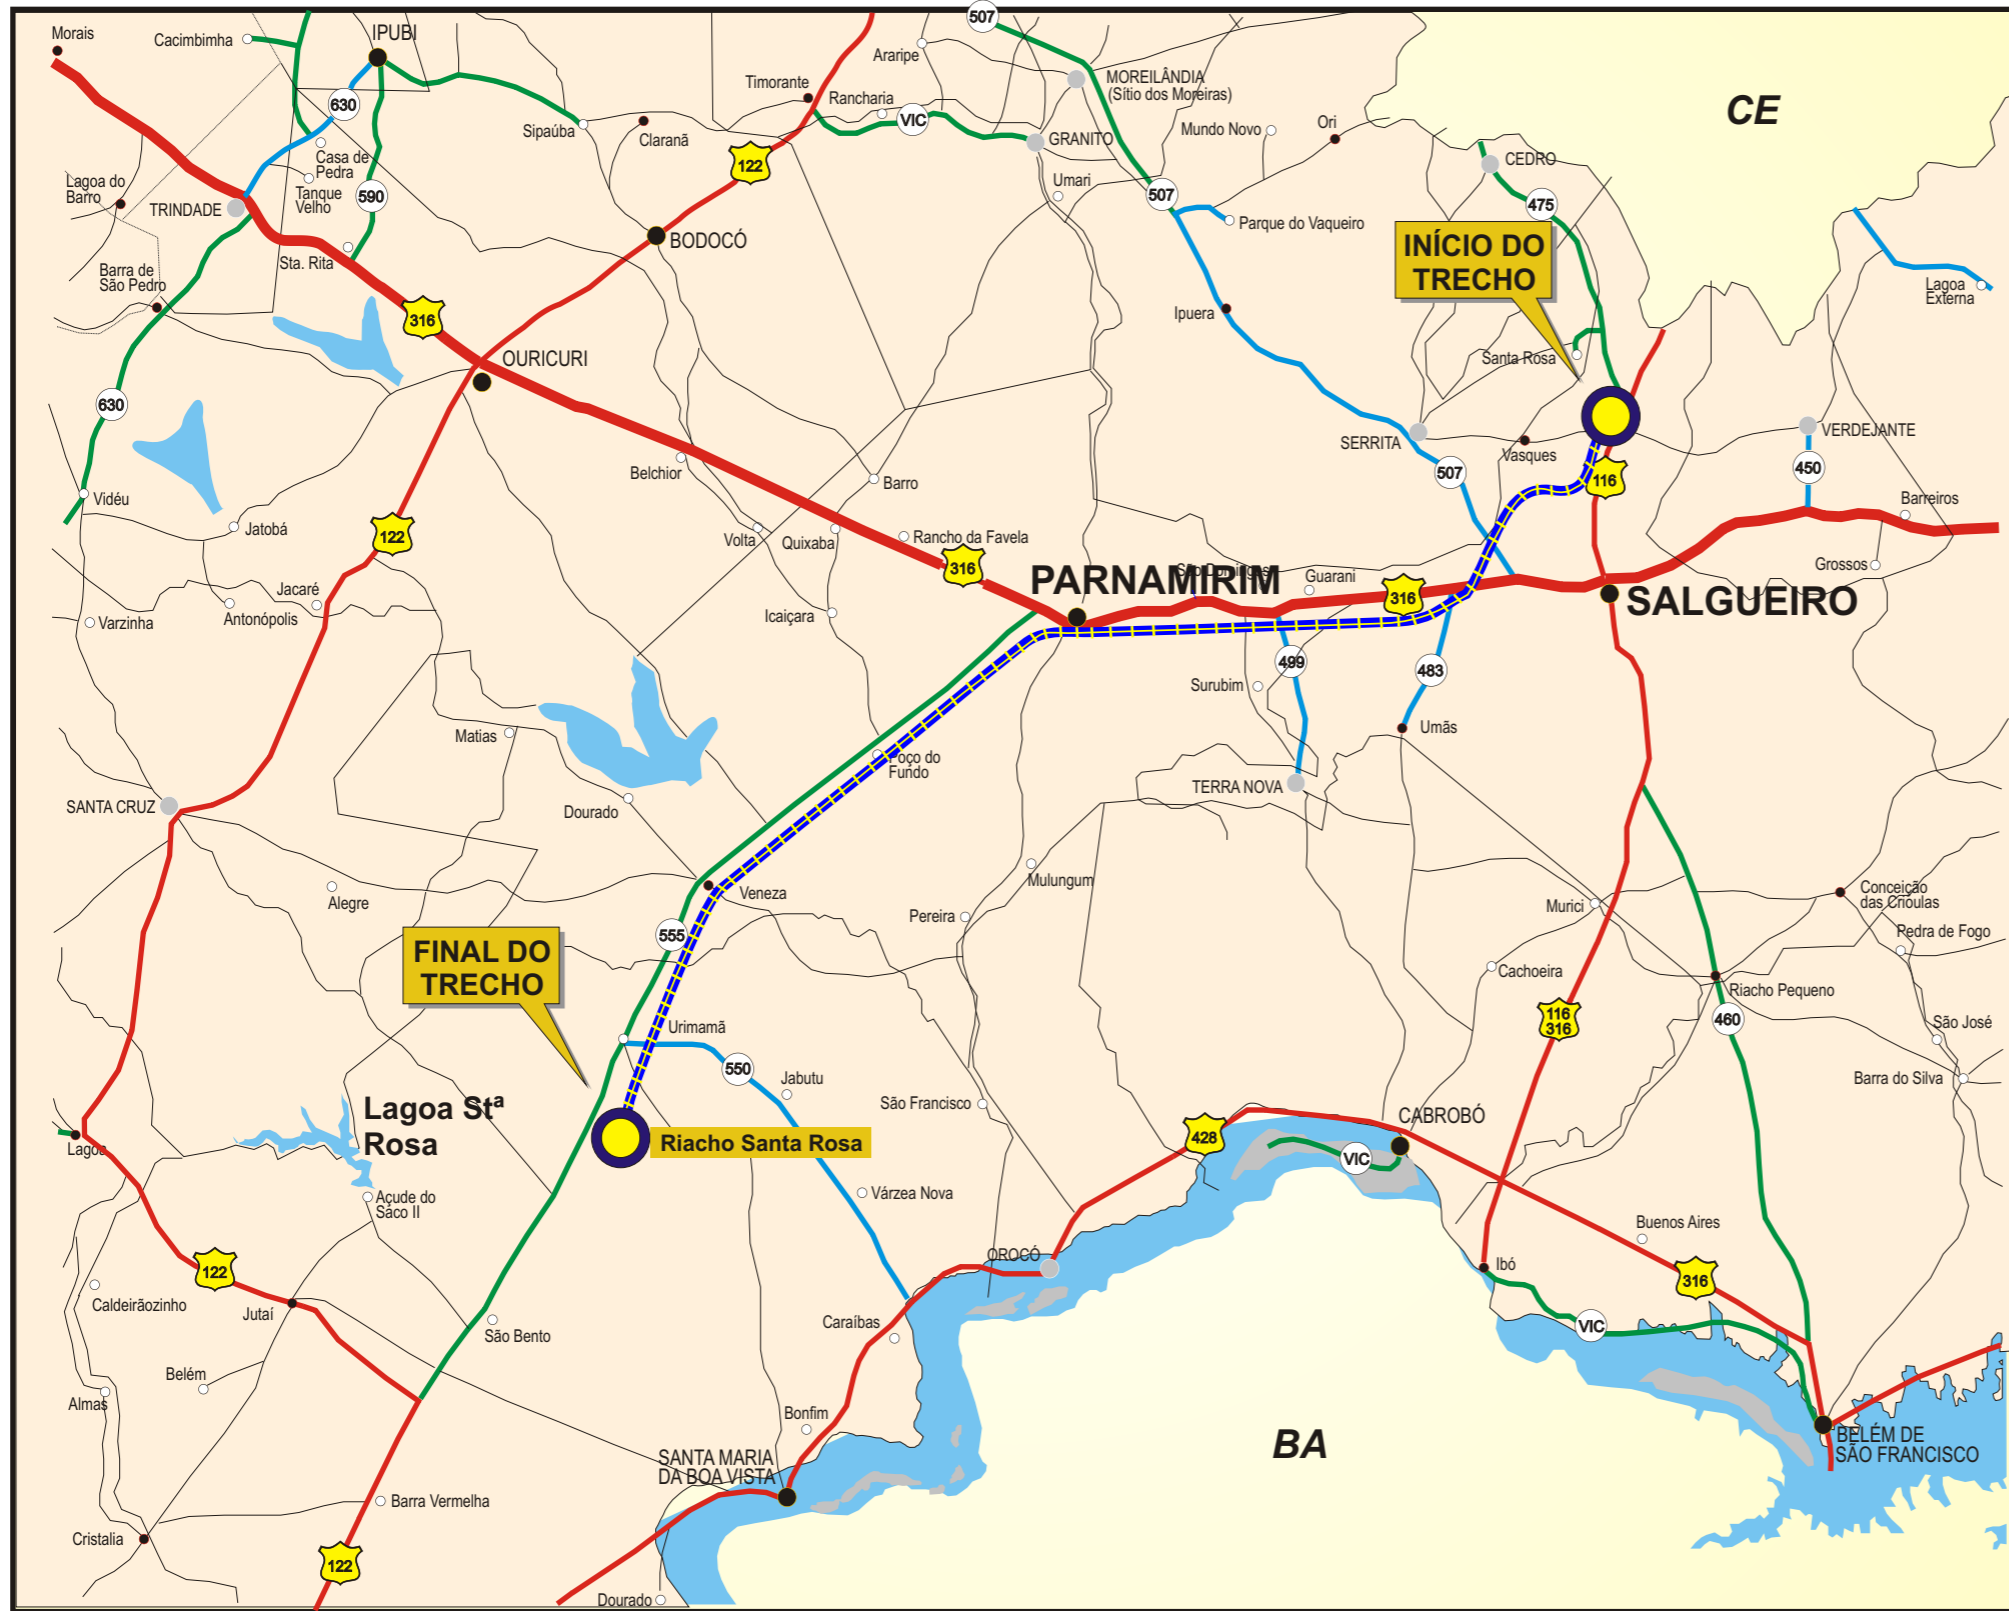 507
Morais
Cacimbimha
IPUBI
Araripe
MOREILÂNDIA
(Sítio dos Moreiras)
CE
Timorante
Rancharia
630
VIC
Sipaúba
Claranã
Mundo Novo
Ori
GRANITO
Casa de
Pedra
122
CEDRO
Lagoa do
Barro
TRINDADE
Tanque
Velho
590
Umari
507
475
Parque do Vaqueiro
BODOCÓ
INÍCIO DO
TRECHO
Sta. Rita
Barra de
São Pedro
316
Ipuera
Lagoa
Externa
OURICURI
Santa Rosa
630
SERRITA
Vasques
VERDEJANTE
Belchior
Barro
507
116
450
Vidéu
Jatobá
122
Volta
Quixaba
Rancho da Favela
Barreiros
316
PARNAMIRIM
São Domingos
Guarani
316
Grossos
Jacaré
Antonópolis
Varzinha
Icaiçara
SALGUEIRO
499
483
Surubim
Matias
Umãs
Poço do
Fundo
TERRA NOVA
SANTA CRUZ
Dourado
Mulungum
Alegre
Veneza
Pereira
Murici
Conceição
das Crioulas
555
Pedra de Fogo
FINAL DO
TRECHO
Cachoeira
Riacho Pequeno
116
316
460
São José
Urimamã
550
Jabutu
Barra do Silva
São Francisco
Lagoa Stª
Rosa
CABROBÓ
428
VIC
Lagoa
Riacho Santa Rosa
Açude do
Saco II
Várzea Nova
Buenos Aires
122
OROCÓ
Ibó
316
Caldeirãozinho
Jutaí
São Bento
Caraíbas
VIC
Belém
Almas
Bonfim
BA
BELÉM DE
SÃO FRANCISCO
SANTA MARIA
DA BOA VISTA
Barra Vermelha
Cristalia
122
Dourado